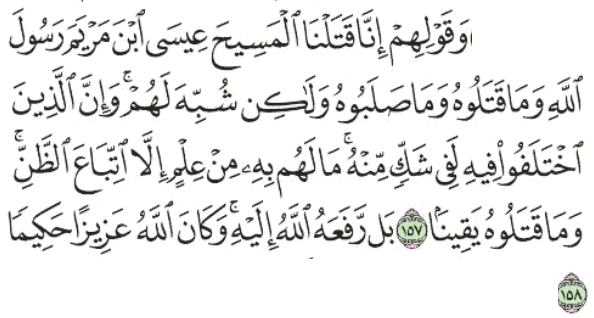 وَقَوْلِهِمْ إِنَّا قَتَلْنَا ٱلْمَسِيحَ عِيسَى ٱبْنَ مَرْيَمَ رَسُولَ
ٱللَّهِ وَمَا قَتَلُوهُ وَمَا صَلَبُوهُ وَلَٰكِن شُبِّهَ لَهُمْ ۚ وَإِنَّ ٱلَّذِينَ
ٱخْتَلَفُوا۟ فِيهِ لَفِى شَكٍّ مِّنْهُ ۚ مَا لَهُم بِهِۦ مِنْ عِلْمٍ إِلَّا ٱتِّبَاعَ ٱلظَّنِّ ۚ
وَمَا قَتَلُوهُ يَقِينًۢا ١٥٧ بَل رَّفَعَهُ ٱللَّهُ إِلَيْهِ ۚ وَكَانَ ٱللَّهُ عَزِيزًا حَكِيمًا
١٥٨